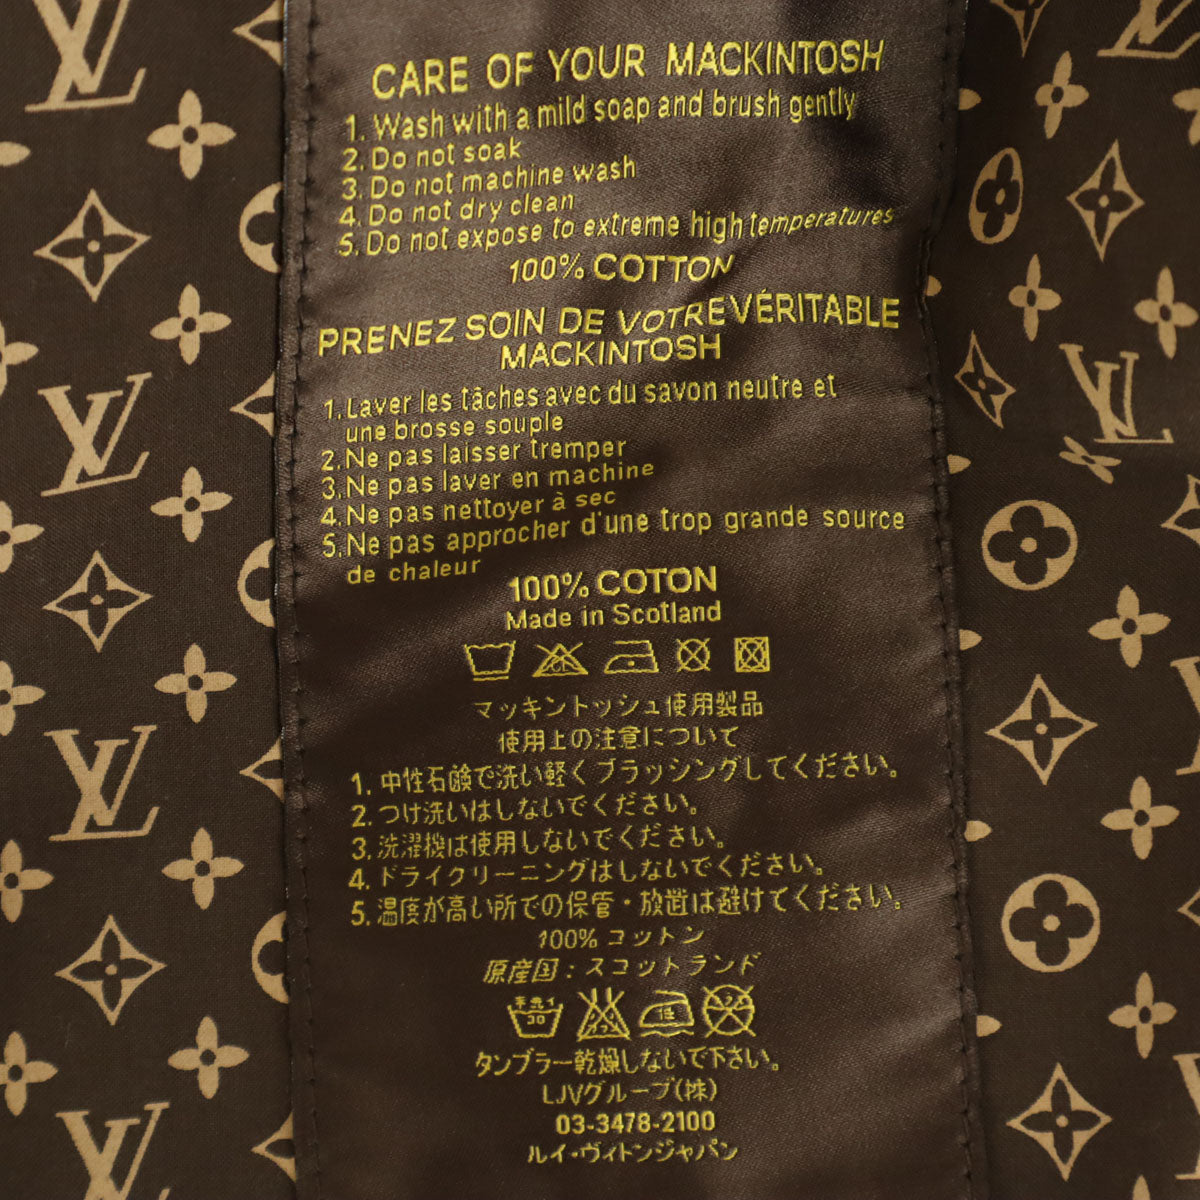 CARE OF YOUR MACKINTOSH
1. Wash with a mild soap and brush gently
2. Do not soak
3. Do not machine wash
4. Do not dry clean
5. Do not expose to extreme high temperatures
100% COTTON
PRENEZ SOIN DE VOTRE VÉRITABLE
MACKINTOSH
1. Laver les tâches avec du savon neutre et
une brosse souple
2. Ne pas laisser tremper
3. Ne pas laver en machine
4. Ne pas nettoyer à sec
5. Ne pas approcher d'une trop grande source
de chaleur
100% COTON
Made in Scotland
CL
マッキントッシュ使用製品
使用上の注意について
1. 中性石鹸で洗い軽くブラッシングしてください。
2. つけ洗いはしないでください。
3. 洗濯機は使用しないでください。
4. ドライクリーニングはしないでください。
5. 温度が高い所での保管・放置は避けてください。
100% コットン
原産国：スコットランド
手洗イ 30 低
タンブラー乾燥しないで下さい。
LJVグループ(株)
03-3478-2100
ルイ・ヴィトンジャパン